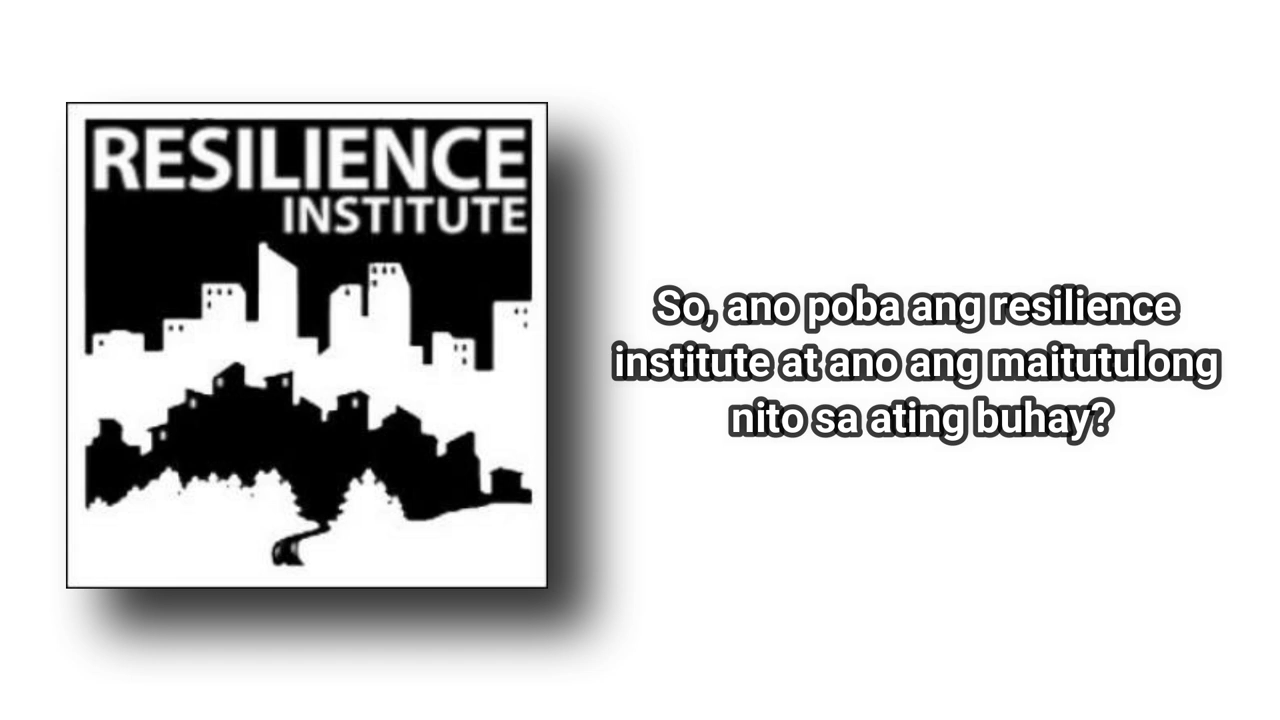 RESILIENCE
INSTITUTE
So, ano poba ang resilience
institute at ano ang maitutulong
nito sa ating buhay?